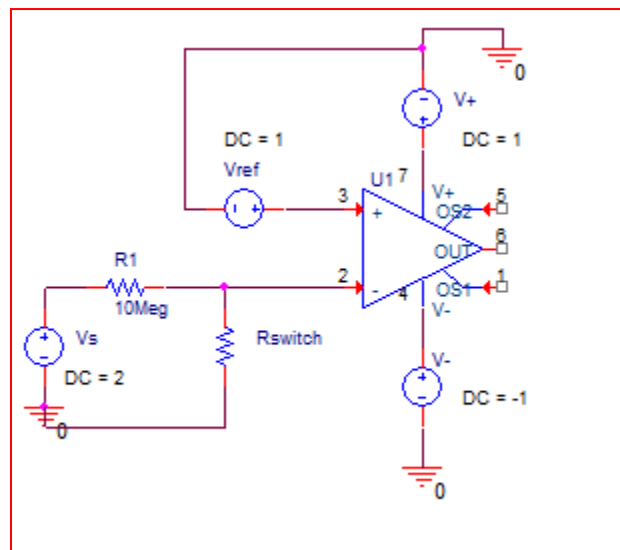 0
V+
DC = 1
DC = 1
Vref
U1
7
3
+
V+
5
OS2
6
OUT
R1
10Meg
2
-
4
OS1
1
V-
Vs
Rswitch
V-
DC = 2
DC = -1
0
0